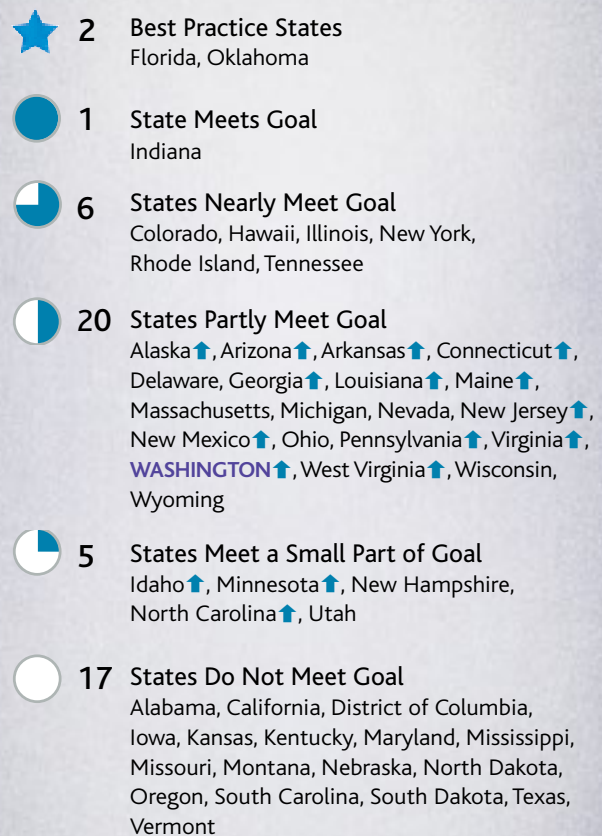 2 Best Practice States
Florida, Oklahoma
1 State Meets Goal
Indiana
6 States Nearly Meet Goal
Colorado, Hawaii, Illinois, New York,
Rhode Island, Tennessee
20 States Partly Meet Goal
Alaska⬆, Arizona⬆, Arkansas⬆, Connecticut⬆,
Delaware, Georgia⬆, Louisiana⬆, Maine⬆,
Massachusetts, Michigan, Nevada, New Jersey⬆,
New Mexico⬆, Ohio, Pennsylvania⬆, Virginia⬆,
WASHINGTON⬆, West Virginia⬆, Wisconsin,
Wyoming
5 States Meet a Small Part of Goal
Idaho⬆, Minnesota⬆, New Hampshire,
North Carolina⬆, Utah
17 States Do Not Meet Goal
Alabama, California, District of Columbia,
Iowa, Kansas, Kentucky, Maryland, Mississippi,
Missouri, Montana, Nebraska, North Dakota,
Oregon, South Carolina, South Dakota, Texas,
Vermont